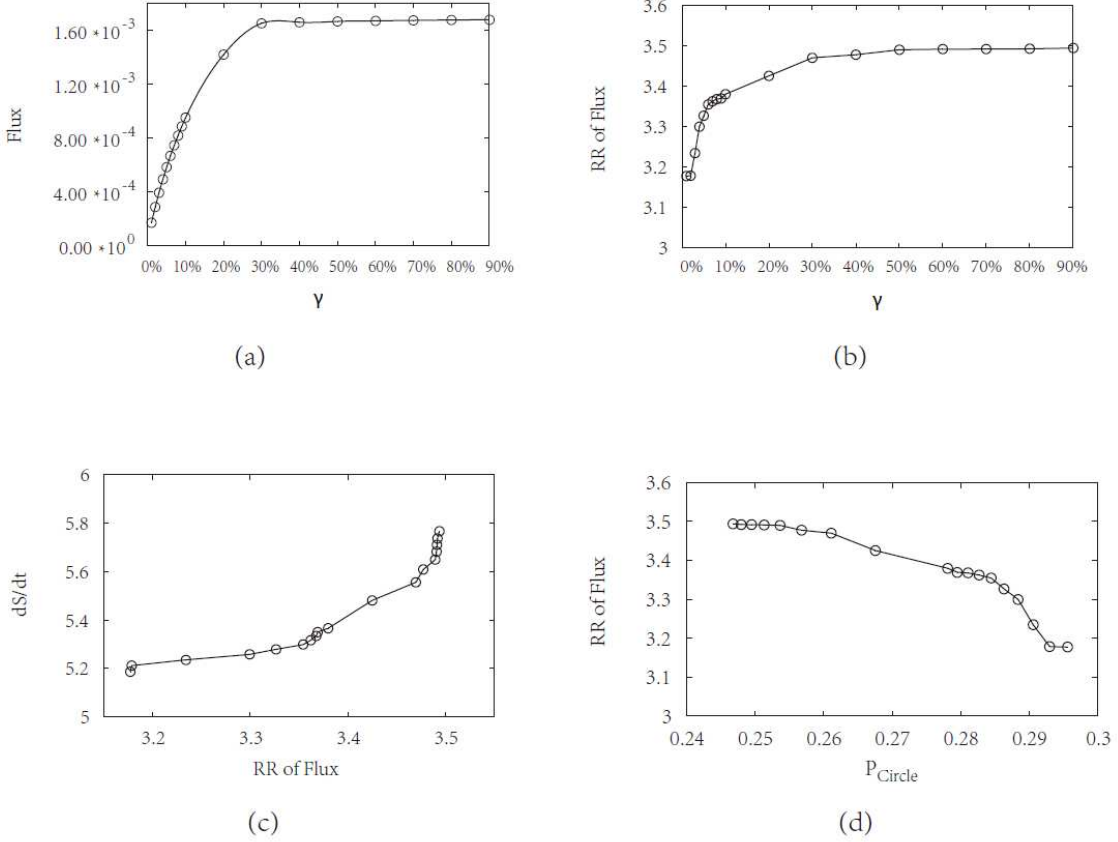 1.60 *10-3
1.20 *10-3
8.00 *10-4
4.00 *10-4
0.00 *100
Flux
0% 10% 20% 30% 40% 50% 60% 70% 80% 90%
γ
(a)
3.6
3.5
3.4
3.3
3.2
3.1
3
RR of Flux
0% 10% 20% 30% 40% 50% 60% 70% 80% 90%
γ
(b)
6
5.8
5.6
5.4
5.2
5
dS/dt
3.2 3.3 3.4 3.5
RR of Flux
(c)
3.6
3.5
3.4
3.3
3.2
3.1
3
RR of Flux
0.24 0.25 0.26 0.27 0.28 0.29 0.3
PCircle
(d)